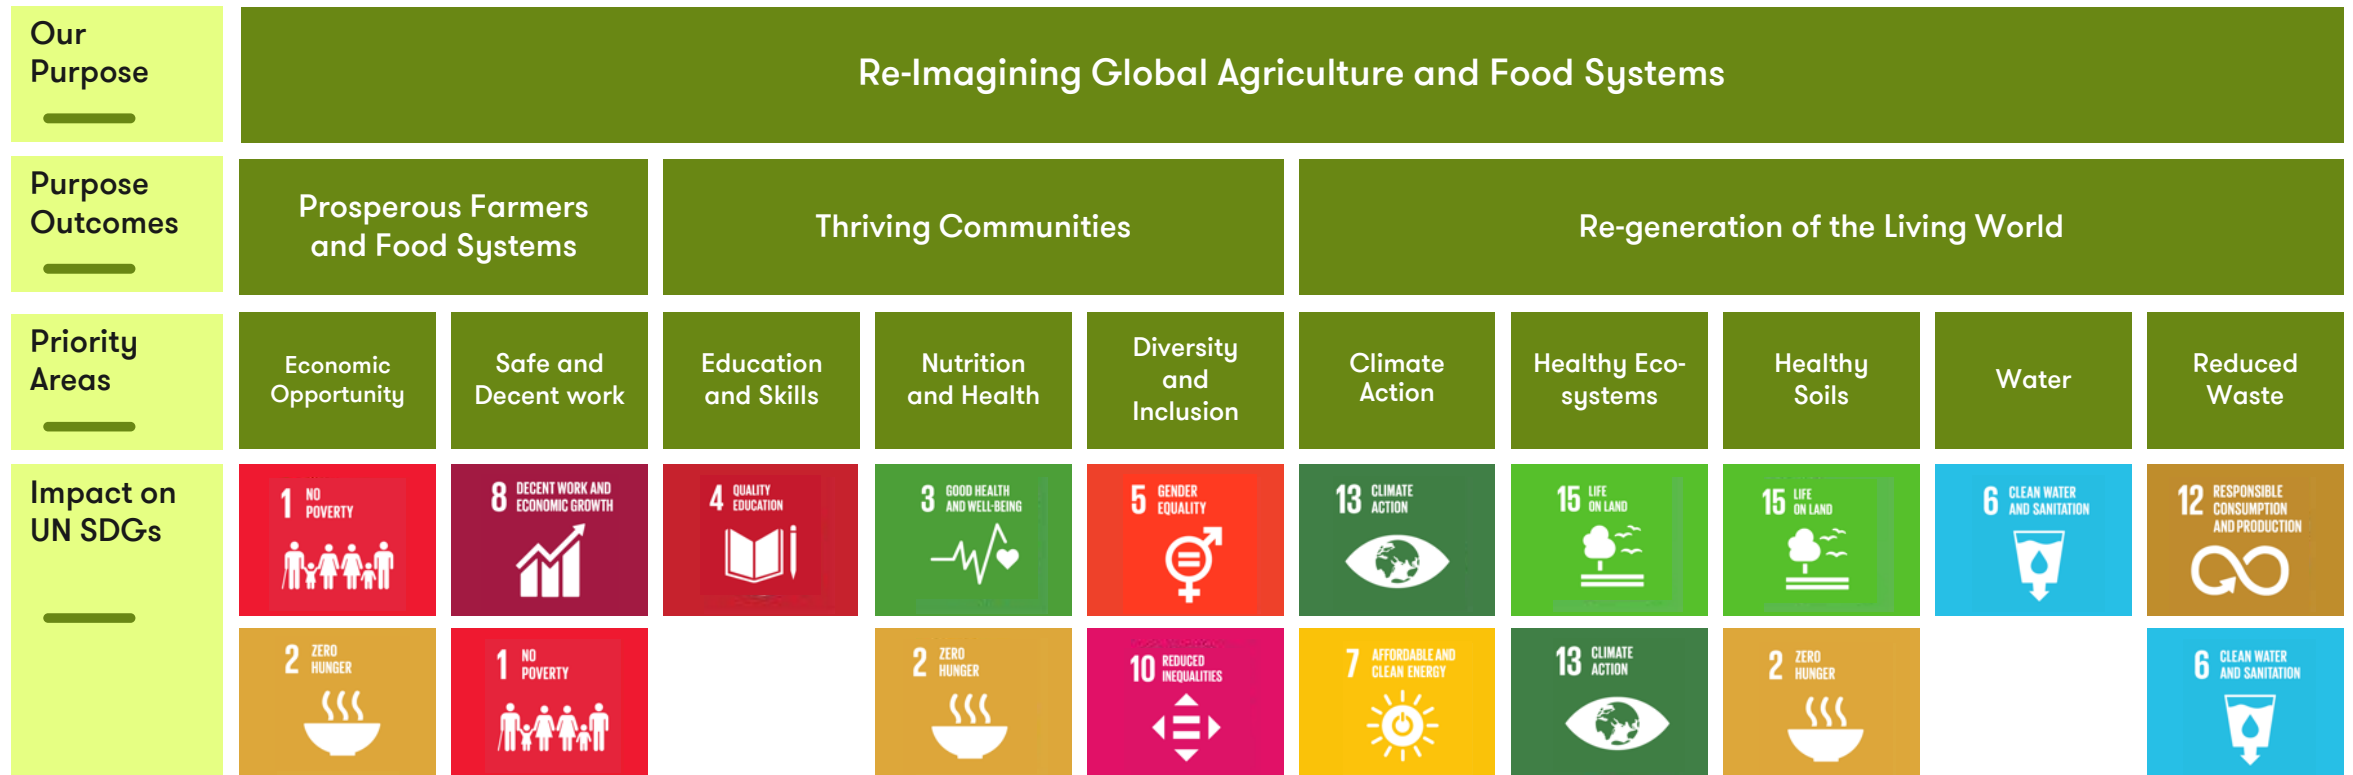 Our
Purpose
Re-Imagining Global Agriculture and Food Systems
Purpose
Outcomes
Prosperous Farmers
and Food Systems
Thriving Communities
Re-generation of the Living World
Priority
Areas
Economic
Opportunity
Safe and
Decent work
Education
and Skills
Nutrition
and Health
Diversity
and
Inclusion
Climate
Action
Healthy Eco-
systems
Healthy
Soils
Water
Reduced
Waste
Impact on
UN SDGs
1 NO
POVERTY
8 DECENT WORK AND
ECONOMIC GROWTH
4 QUALITY
EDUCATION
3 GOOD HEALTH
AND WELL-BEING
5 GENDER
EQUALITY
13 CLIMATE
ACTION
15 LIFE
ON LAND
15 LIFE
ON LAND
6 CLEAN WATER
AND SANITATION
12 RESPONSIBLE
CONSUMPTION
AND PRODUCTION
2 ZERO
HUNGER
1 NO
POVERTY
2 ZERO
HUNGER
10 REDUCED
INEQUALITIES
7 AFFORDABLE AND
CLEAN ENERGY
13 CLIMATE
ACTION
2 ZERO
HUNGER
6 CLEAN WATER
AND SANITATION